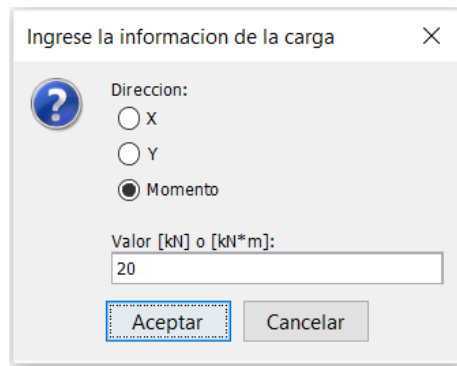 Ingrese la informacion de la carga
?
Direccion:
X
Y
Momento
Valor [kN] o [kN*m]:
20
Aceptar Cancelar